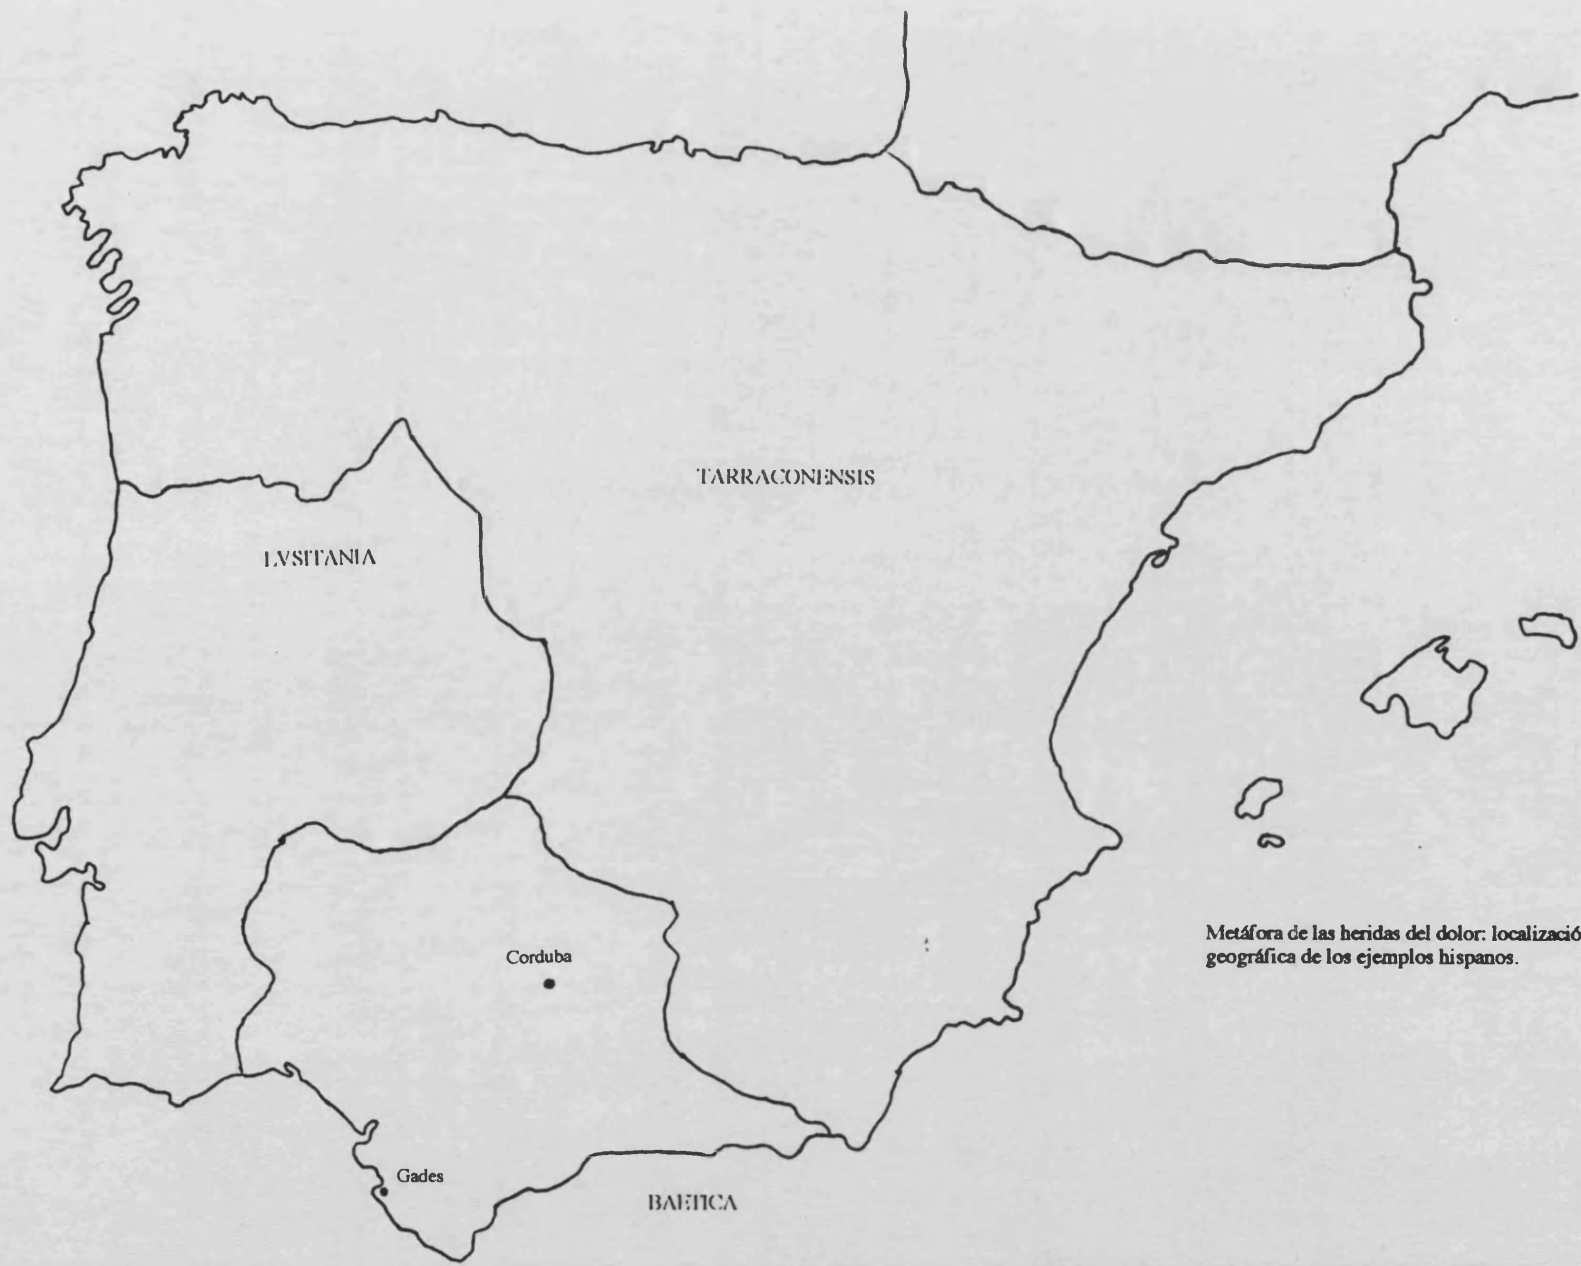 TARRACONENSIS
LVSITANIA
Metáfora de las heridas del dolor: localizació
geográfica de los ejemplos hispanos.
Corduba
Gades
BAETICA